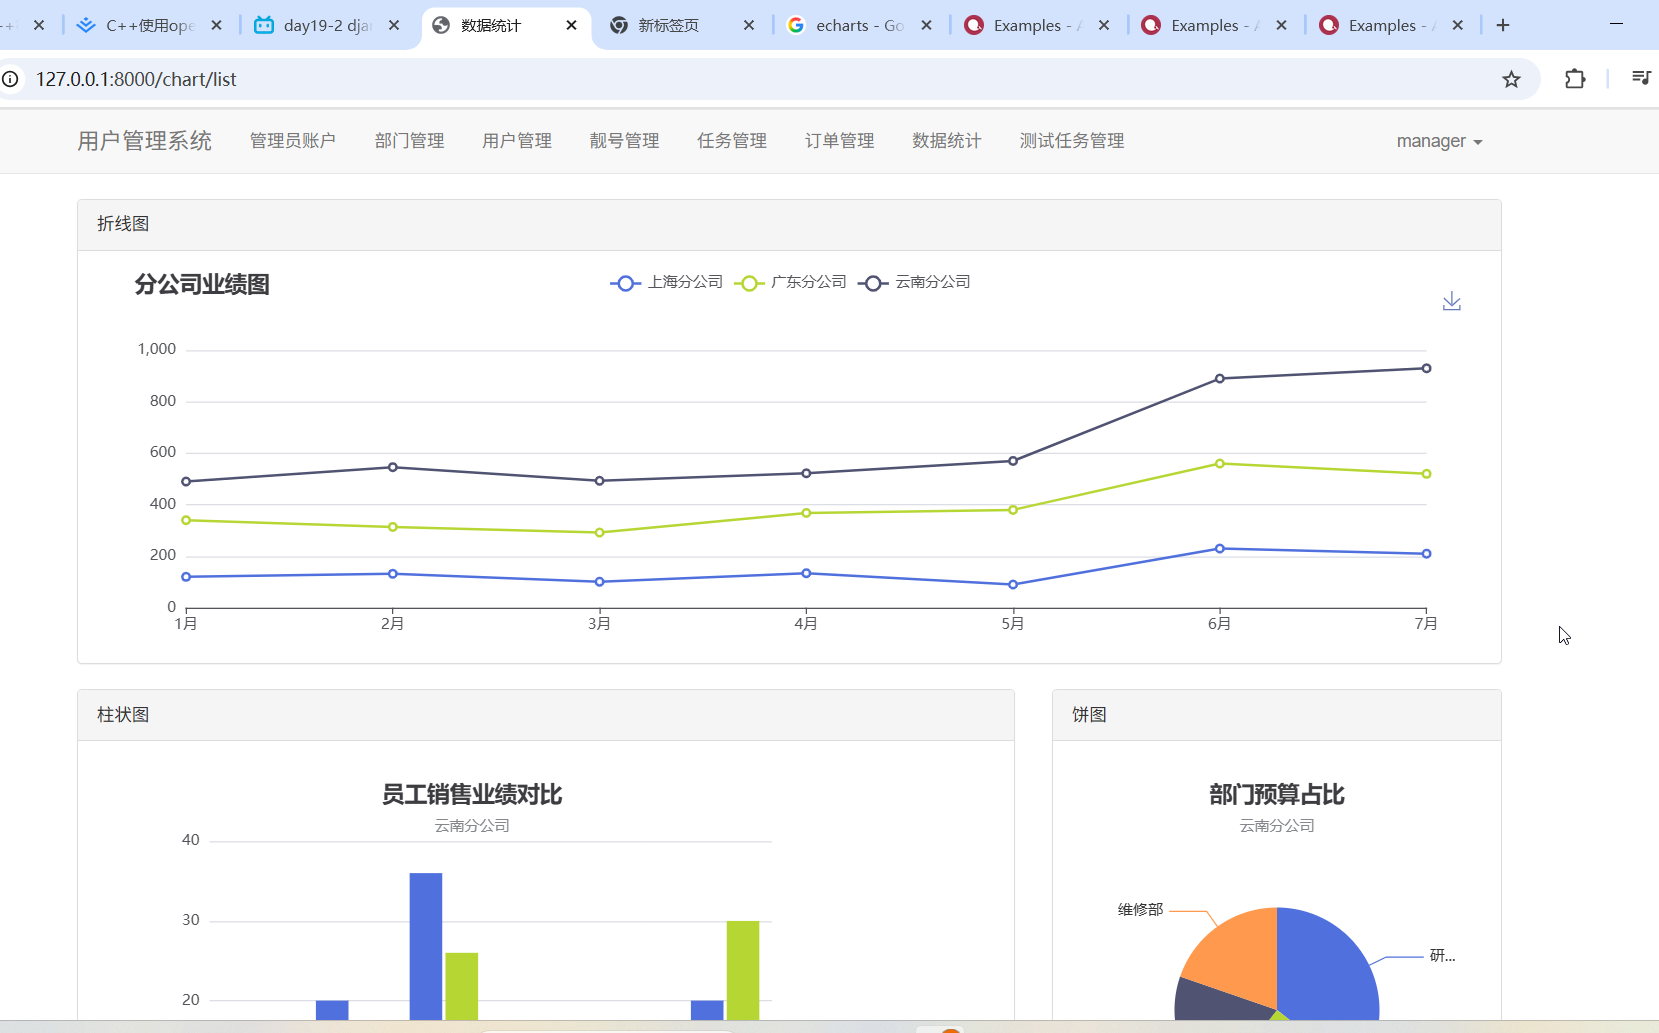 C++使用ope
day19-2 djan
数据统计
新标签页
echarts - Go
Examples - A
Examples - A
Examples - A
127.0.0.1:8000/chart/list
用户管理系统 管理员账户 部门管理 用户管理 靓号管理 任务管理 订单管理 数据统计 测试任务管理 manager
折线图
分公司业绩图
上海分公司 广东分公司 云南分公司
1,000
800
600
400
200
0
1月 2月 3月 4月 5月 6月 7月
柱状图
员工销售业绩对比
云南分公司
40
30
20
饼图
部门预算占比
云南分公司
维修部
研...